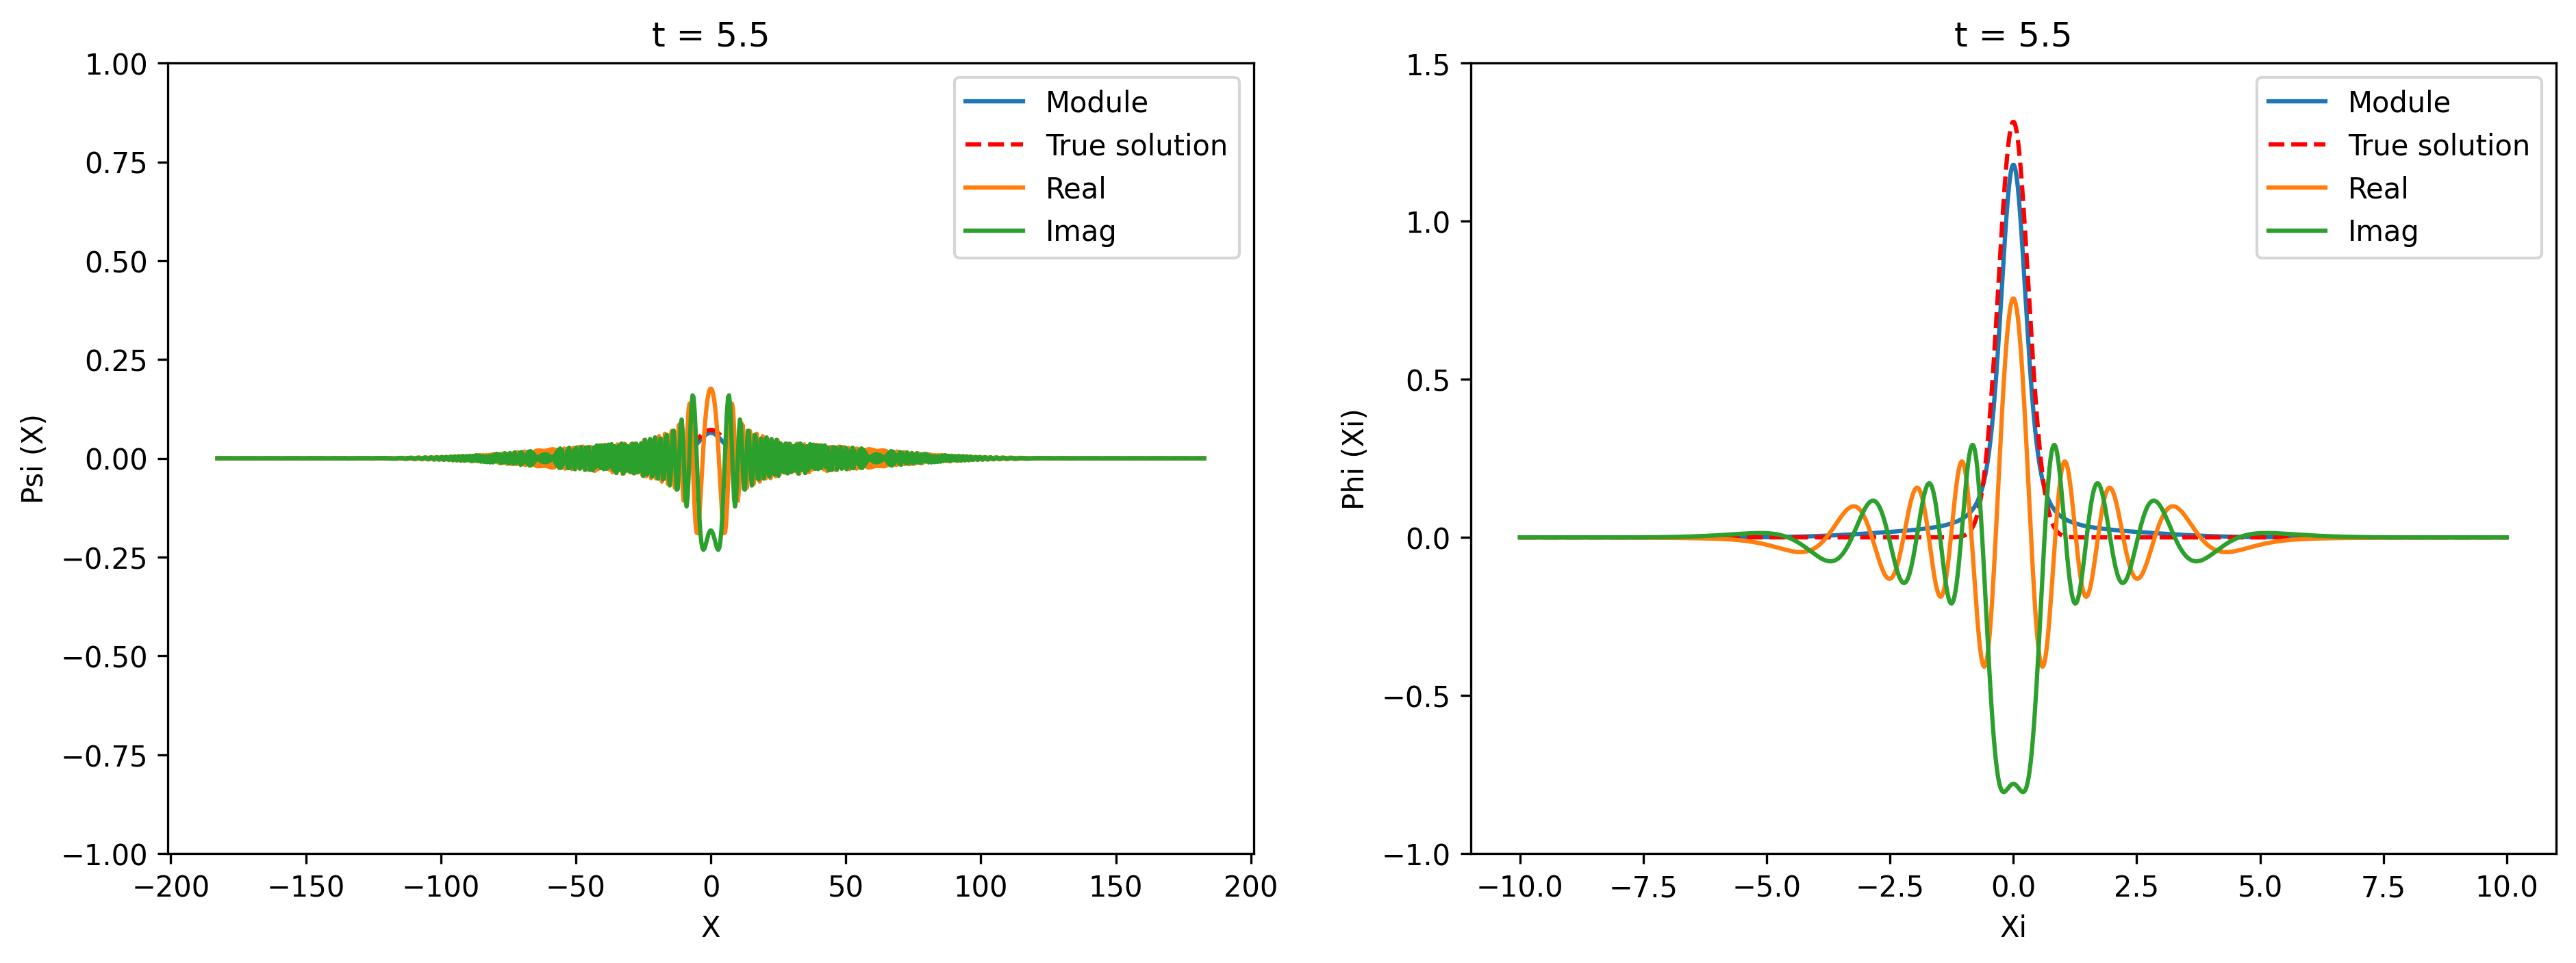 t = 5.5
Psi (X)
1.00
0.75
0.50
0.25
0.00
−0.25
−0.50
−0.75
−1.00
−200 −150 −100 −50 0 50 100 150 200
X
Module
True solution
Real
Imag
t = 5.5
Phi (Xi)
1.5
1.0
0.5
0.0
−0.5
−1.0
−10.0 −7.5 −5.0 −2.5 0.0 2.5 5.0 7.5 10.0
Xi
Module
True solution
Real
Imag